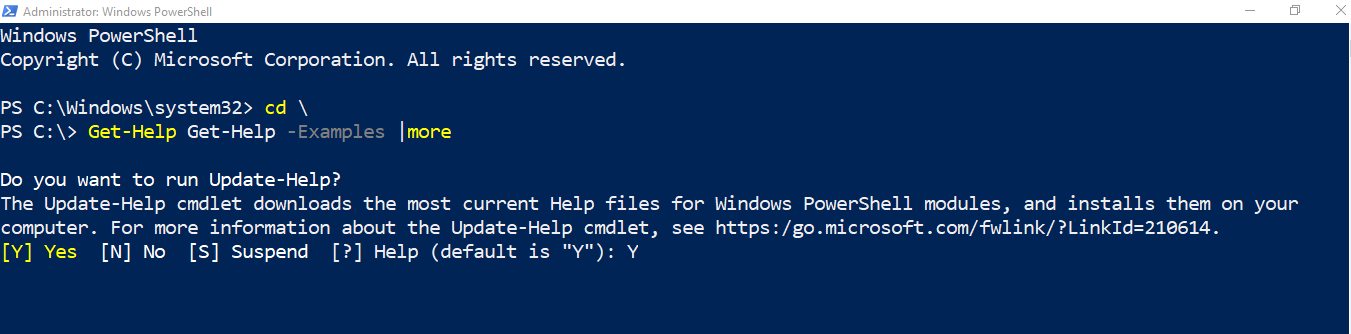 Administrator: Windows PowerShell
Windows PowerShell
Copyright (C) Microsoft Corporation. All rights reserved.
PS C:\Windows\system32> cd \
PS C:\> Get-Help Get-Help -Examples |more
Do you want to run Update-Help?
The Update-Help cmdlet downloads the most current Help files for Windows PowerShell modules, and installs them on your
computer. For more information about the Update-Help cmdlet, see https:/go.microsoft.com/fwlink/?LinkId=210614.
[Y] Yes  [N] No  [S] Suspend  [?] Help (default is "Y"): Y